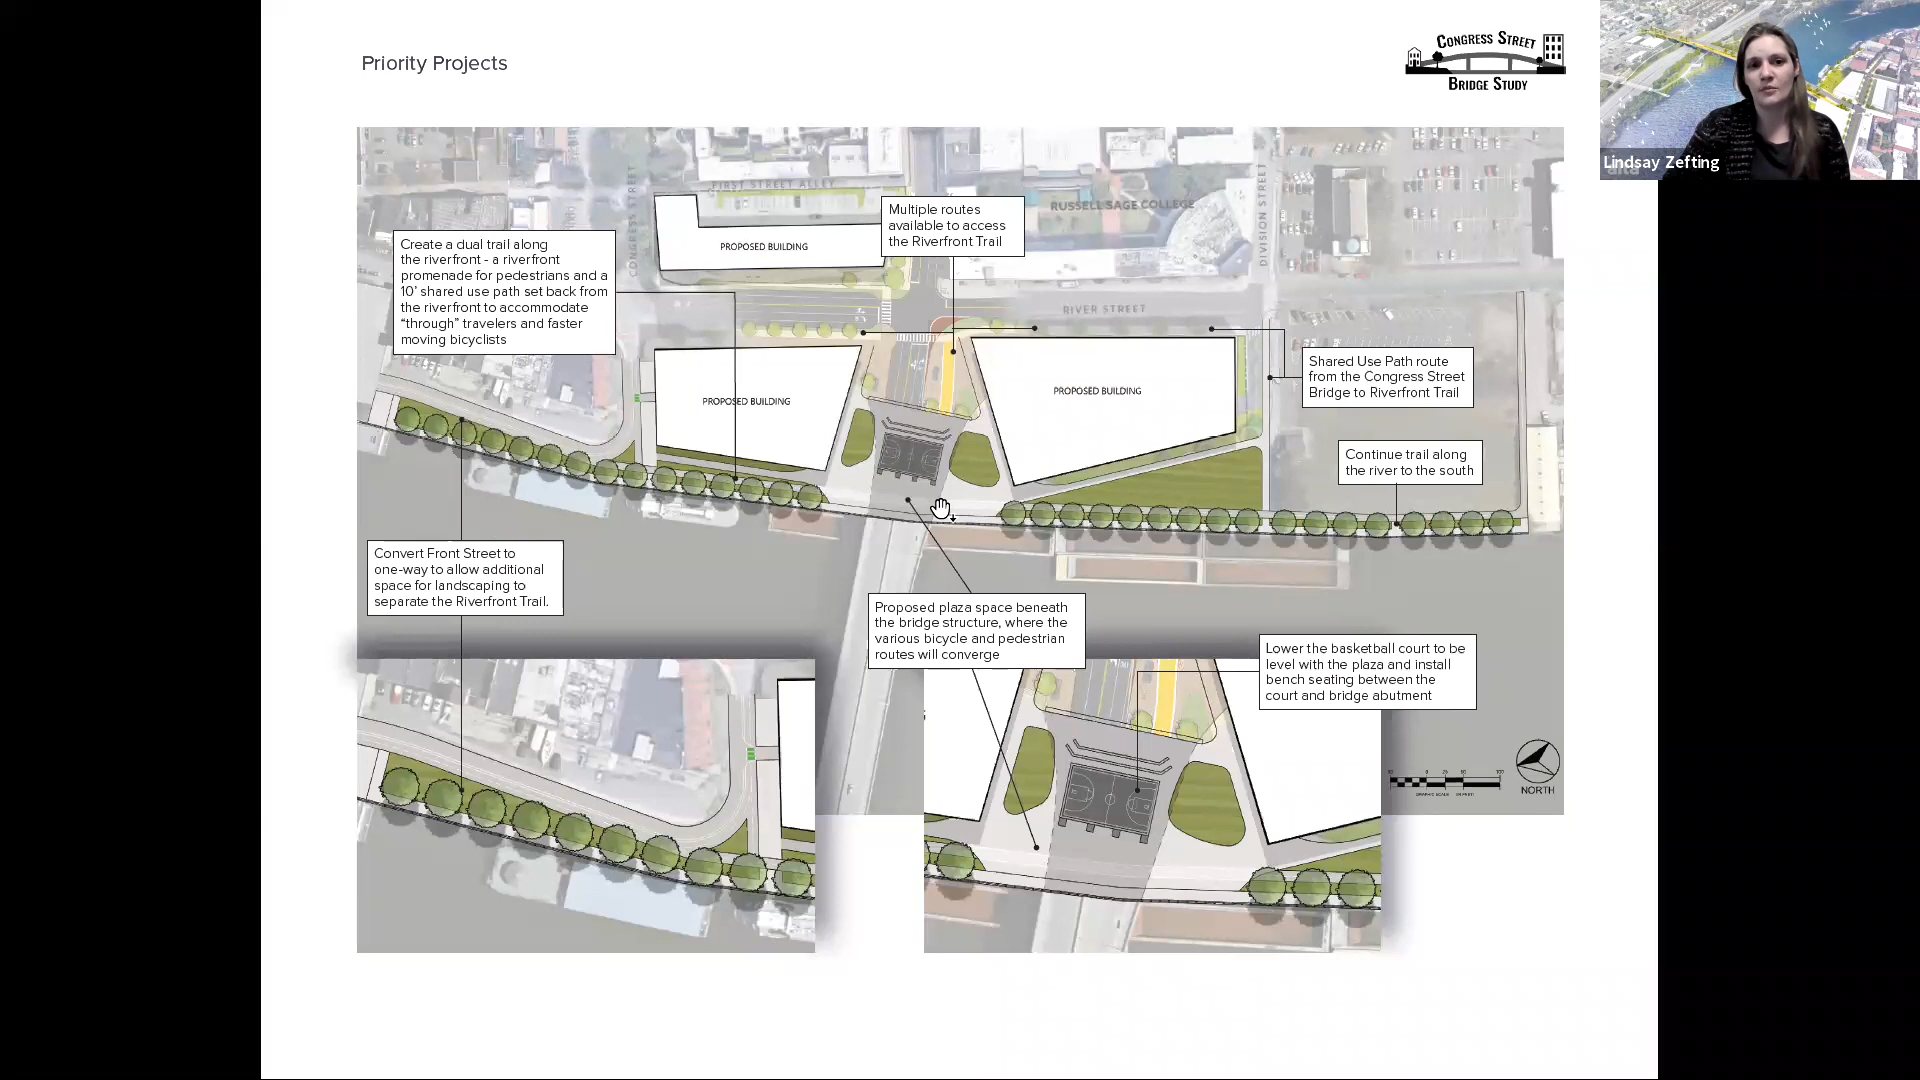 Priority Projects
CONGRESS STREET
BRIDGE STUDY
Lindsay Zefting
alta
FIRST STREET ALLEY
CONGRESS STREET
PROPOSED BUILDING
Multiple routes
available to access
the Riverfront Trail
RUSSELL SAGE COLLEGE
DIVISION STREET
Create a dual trail along
the riverfront - a riverfront
promenade for pedestrians and a
10' shared use path set back from
the riverfront to accommodate
“through” travelers and faster
moving bicyclists
RIVER STREET
PROPOSED BUILDING
PROPOSED BUILDING
Shared Use Path route
from the Congress Street
Bridge to Riverfront Trail
Continue trail along
the river to the south
Convert Front Street to
one-way to allow additional
space for landscaping to
separate the Riverfront Trail.
Proposed plaza space beneath
the bridge structure, where the
various bicycle and pedestrian
routes will converge
Lower the basketball court to be
level with the plaza and install
bench seating between the
court and bridge abutment
NORTH